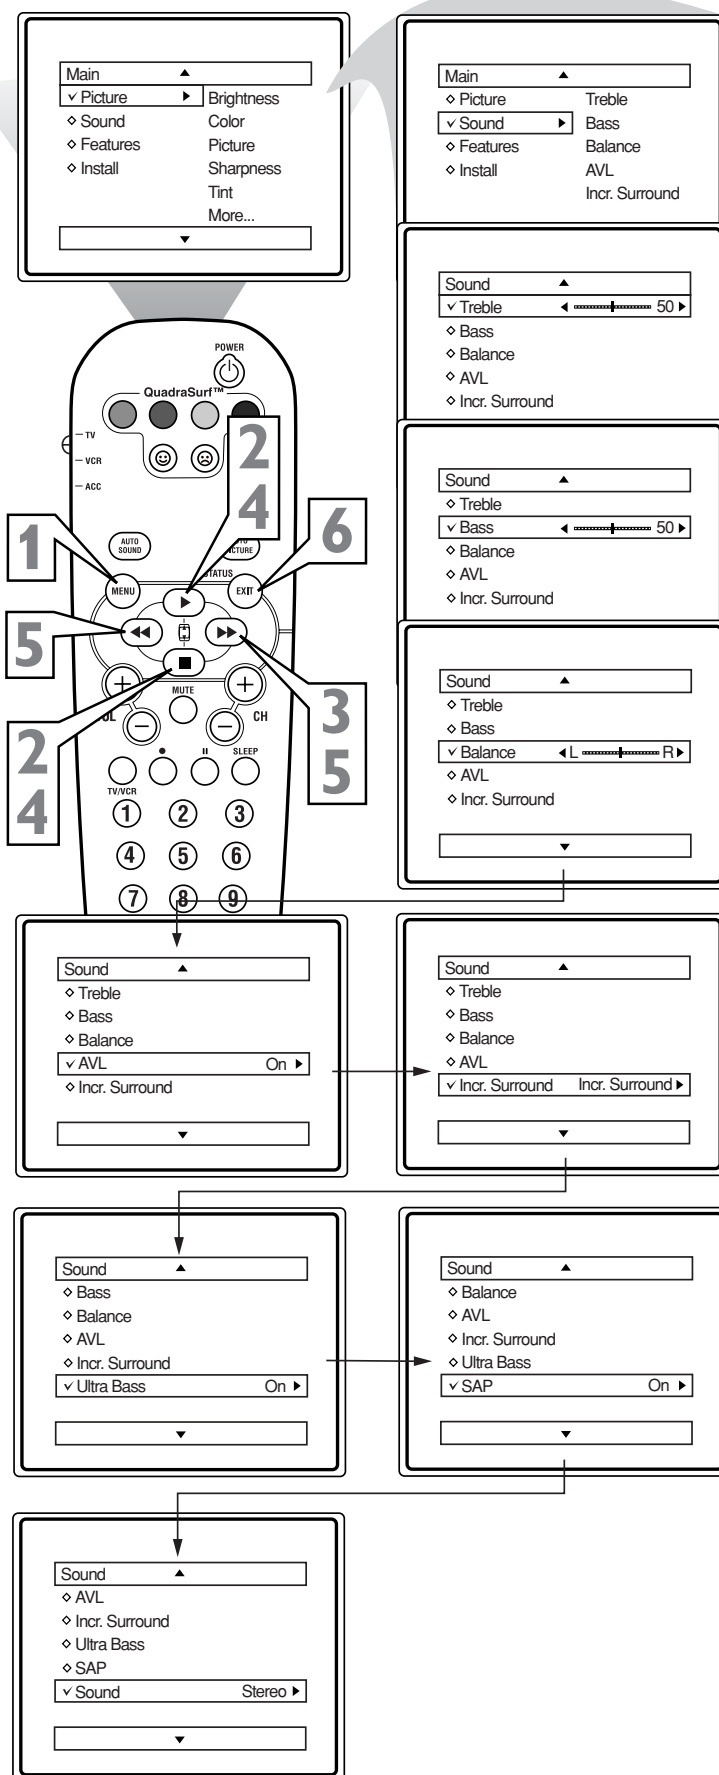 Main
Picture Brightness
Sound Color
Features Picture
Install Sharpness
Tint
More...
Main
Picture Treble
Sound Bass
Features Balance
Install AVL
Incr. Surround
Sound
Treble 50
Bass
Balance
AVL
Incr. Surround
Sound
Treble
Bass 50
Balance
AVL
Incr. Surround
Sound
Treble
Bass
Balance L R
AVL
Incr. Surround
POWER
QuadraSurf™
TV
VCR
ACC
AUTO
SOUND
STATUS
MENU
EXIT
MUTE
CH
SLEEP
TV/VCR
1 2 3
4 5 6
7 8 9
1
2
4
6
5
2
4
3
5
Sound
Treble
Bass
Balance
AVL On
Incr. Surround
Sound
Treble
Bass
Balance
AVL
Incr. Surround Incr. Surround
Sound
Bass
Balance
AVL
Incr. Surround
Ultra Bass On
Sound
Balance
AVL
Incr. Surround
Ultra Bass
SAP On
Sound
AVL
Incr. Surround
Ultra Bass
SAP
Sound Stereo